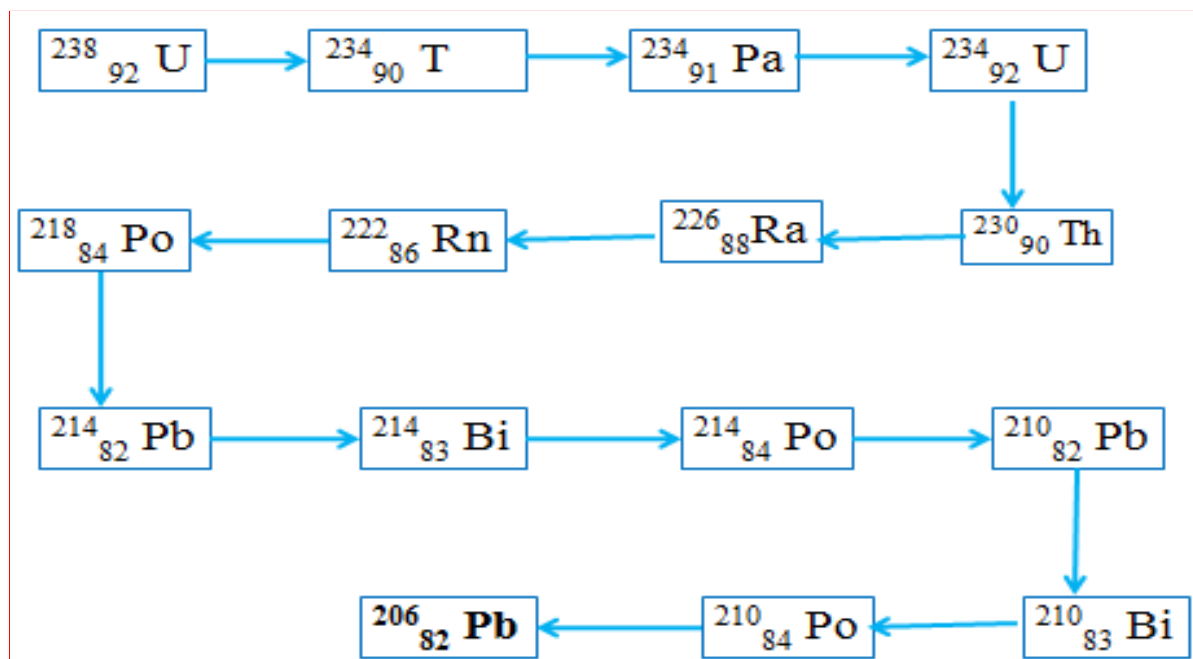 238 92 U 234 90 T 234 91 Pa 234 92 U
218 84 Po 222 86 Rn 226 88 Ra 230 90 Th
214 82 Pb 214 83 Bi 214 84 Po 210 82 Pb
206 82 Pb 210 84 Po 210 83 Bi